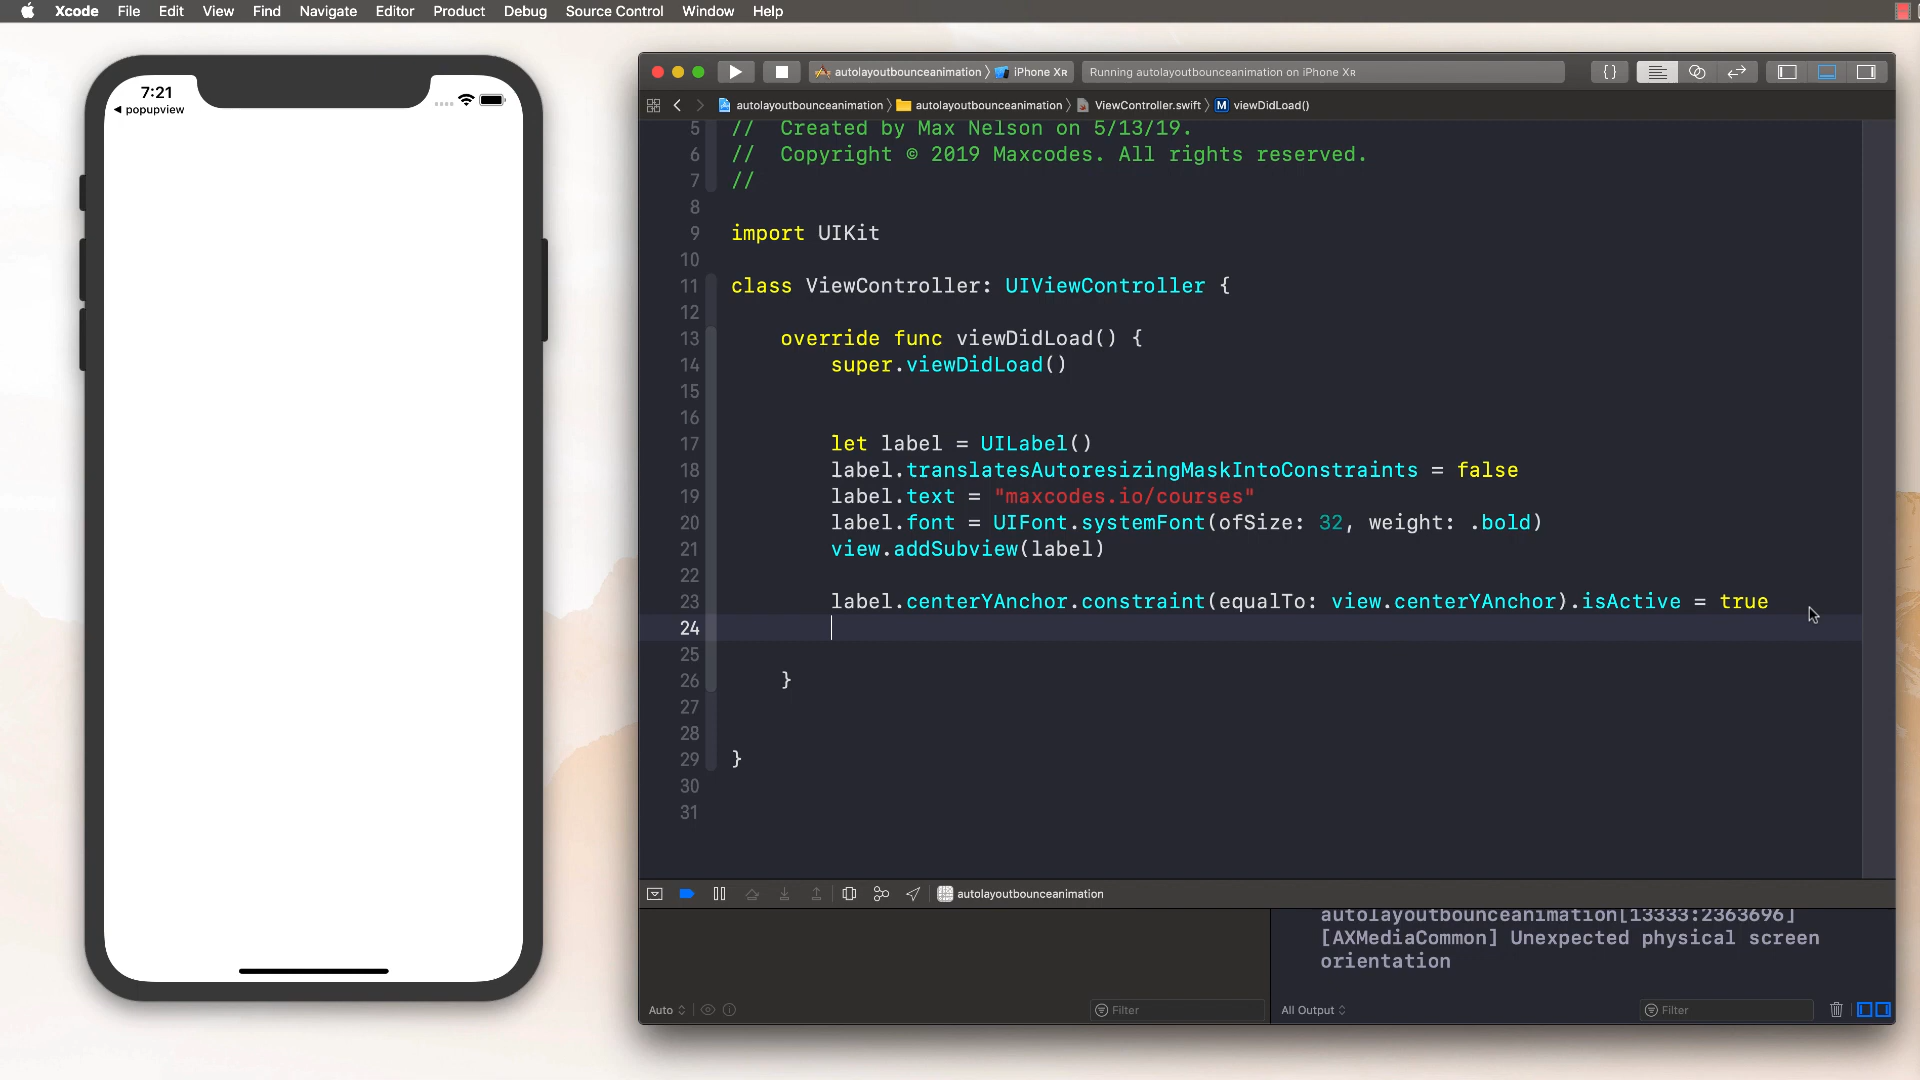 Xcode File Edit View Find Navigate Editor Product Debug Source Control Window Help
7:21
popupview
autolayoutbounceanimation iPhone XR
Running autolayoutbounceanimation on iPhone XR
autolayoutbounceanimation autolayoutbounceanimation ViewController.swift M viewDidLoad()
5 // Created by Max Nelson on 5/13/19.
6 // Copyright © 2019 Maxcodes. All rights reserved.
7 //
8
9 import UIKit
10
11 class ViewController: UIViewController {
12
13 override func viewDidLoad() {
14 super.viewDidLoad()
15
16
17 let label = UILabel()
18 label.translatesAutoresizingMaskIntoConstraints = false
19 label.text = "maxcodes.io/courses"
20 label.font = UIFont.systemFont(ofSize: 32, weight: .bold)
21 view.addSubview(label)
22
23 label.centerYAnchor.constraint(equalTo: view.centerYAnchor).isActive = true
24
25
26 }
27
28
29 }
30
31
autolayoutbounceanimation
autolayoutbounceanimation[13333:2363696]
[AXMediaCommon] Unexpected physical screen
orientation
Auto Filter All Output Filter